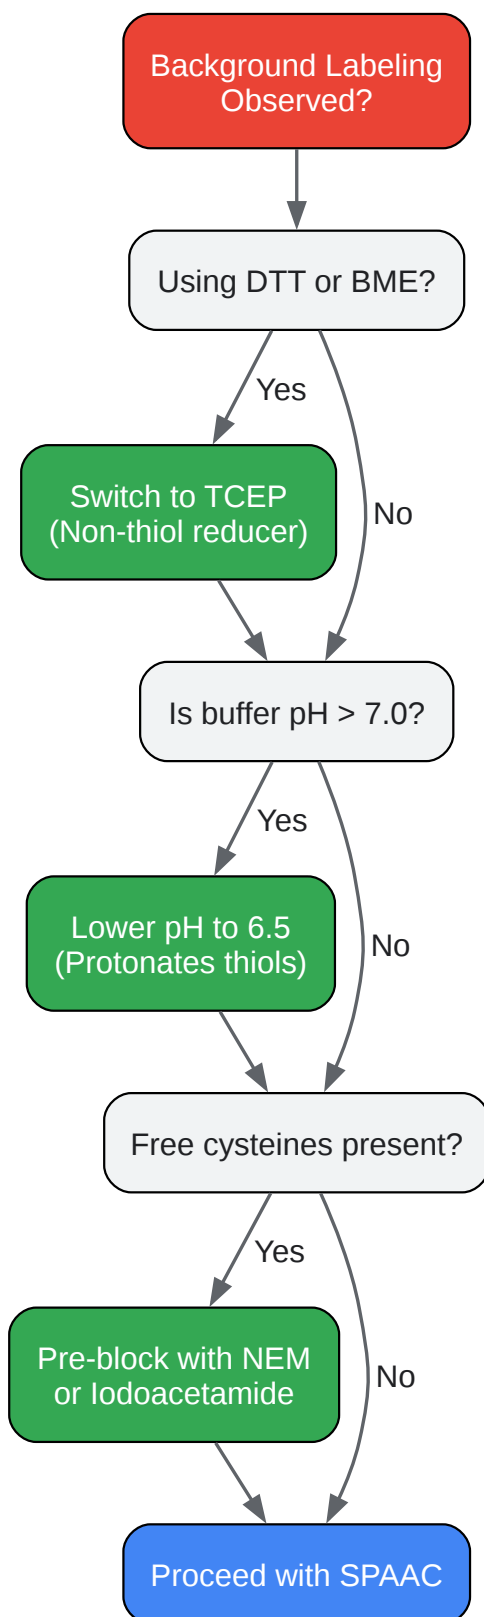 Background Labeling
Observed?
Using DTT or BME?
Yes
Switch to TCEP
(Non-thiol reducer)
No
Is buffer pH > 7.0?
Yes
Lower pH to 6.5
(Protonates thiols)
No
Free cysteines present?
Yes
Pre-block with NEM
or Iodoacetamide
No
Proceed with SPAAC